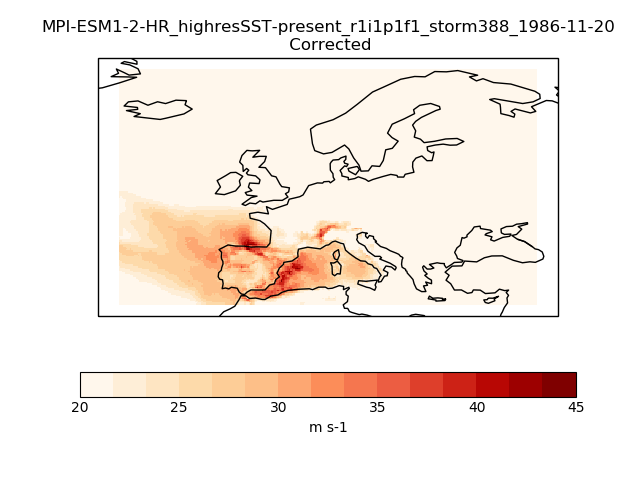 MPI-ESM1-2-HR_highresSST-present_r1i1p1f1_storm388_1986-11-20
Corrected
20 25 30 35 40 45
m s-1